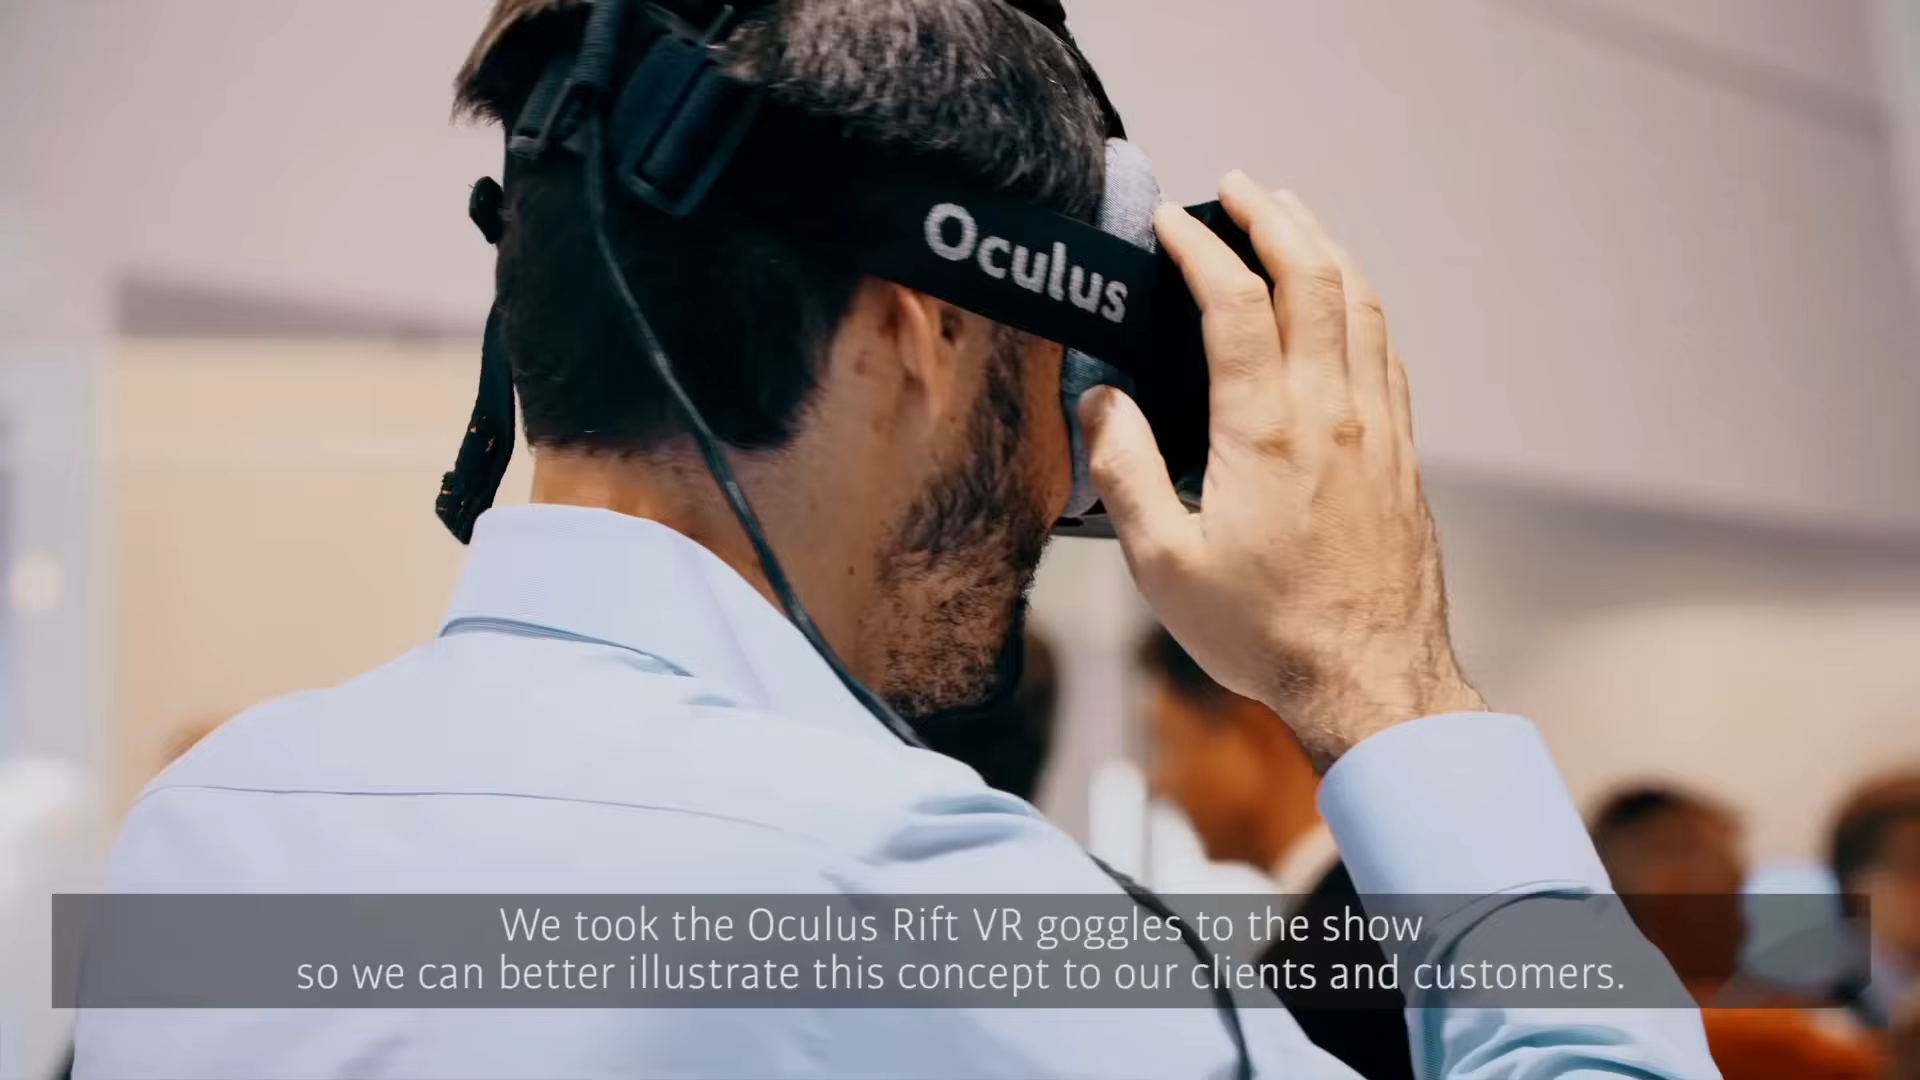 Oculus
We took the Oculus Rift VR goggles to the show
so we can better illustrate this concept to our clients and customers.